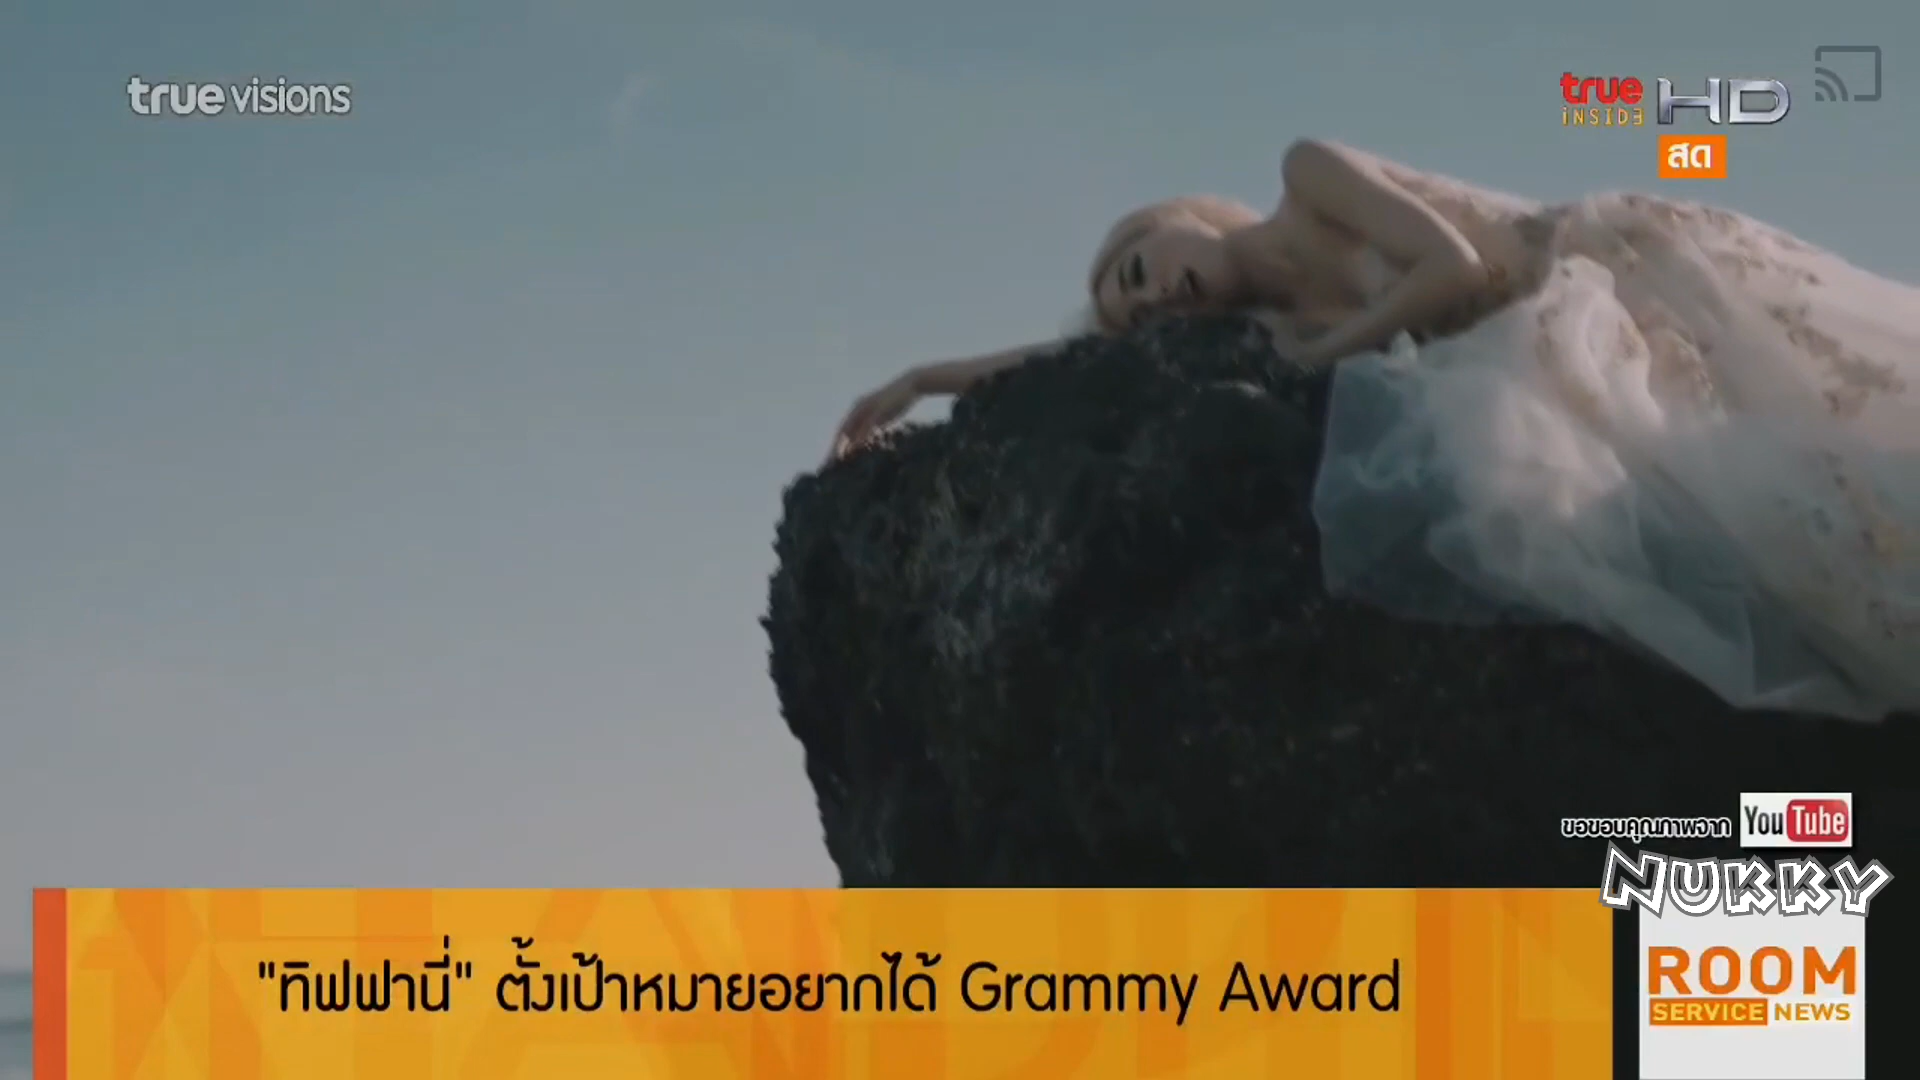 true visions
true
INSIDE
HD
สด
ขอขอบคุณภาพจาก YouTube
NUKKY
"ทิฟฟานี่" ตั้งเป้าหมายอยากได้ Grammy Award
ROOM
SERVICE NEWS